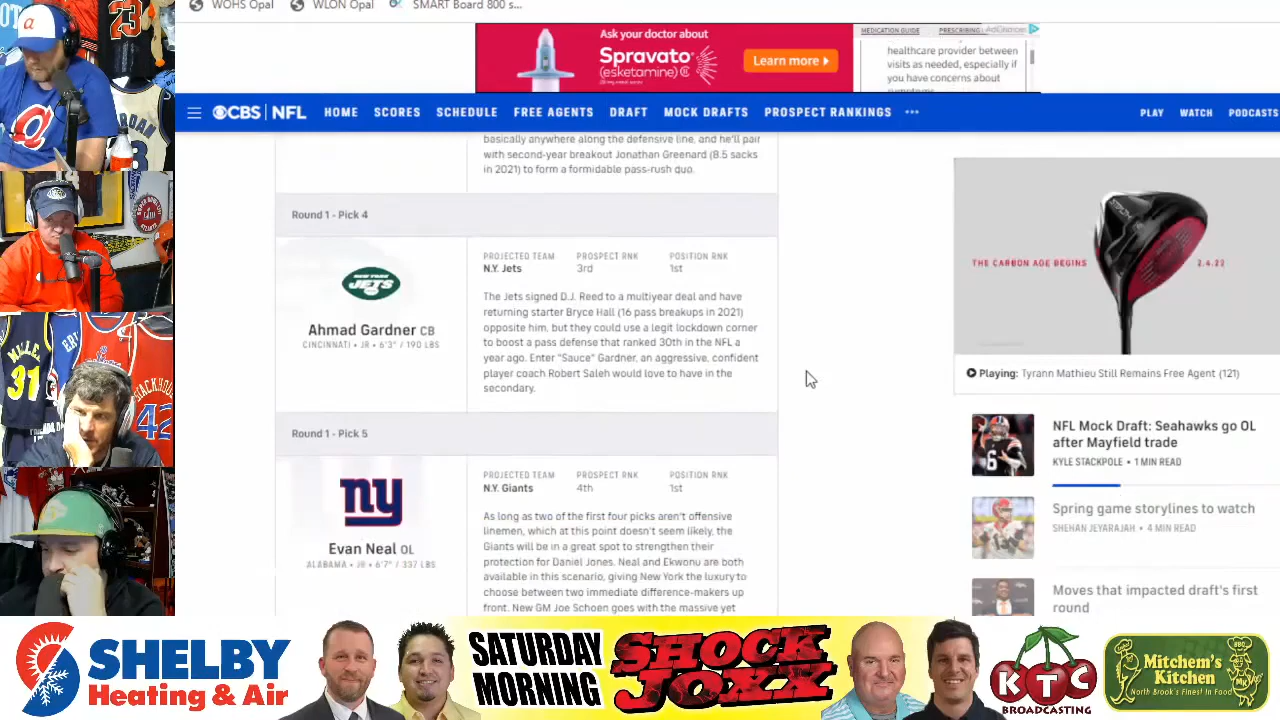 WOHS Opal
WLON Opal
SMART Board 800 s...
Ask your doctor about
Spravato
(esketamine) CIII
Learn more
MEDICATION GUIDE
PRESCRIBING
AdChoices
healthcare provider between
visits as needed, especially if
you have concerns about
CBS NFL
HOME
SCORES
SCHEDULE
FREE AGENTS
DRAFT
MOCK DRAFTS
PROSPECT RANKINGS
...
PLAY
WATCH
PODCASTS
basically anywhere along the defensive line, and he'll pair
with second-year breakout Jonathan Greenard (8.5 sacks
in 2021) to form a formidable pass-rush duo.
Round 1 - Pick 4
NEW YORK
JETS
Ahmad Gardner CB
CINCINNATI • JR • 6'3" / 190 LBS
PROJECTED TEAM
PROSPECT RNK
POSITION RNK
N.Y. Jets
3rd
1st
The Jets signed D.J. Reed to a multiyear deal and have
returning starter Bryce Hall (16 pass breakups in 2021)
opposite him, but they could use a legit lockdown corner
to boost a pass defense that ranked 30th in the NFL a
year ago. Enter "Sauce" Gardner, an aggressive, confident
player coach Robert Saleh would love to have in the
secondary.
Round 1 - Pick 5
ny
Evan Neal OL
ALABAMA • JR • 6'7" / 337 LBS
PROJECTED TEAM
PROSPECT RNK
POSITION RNK
N.Y. Giants
4th
1st
As long as two of the first four picks aren't offensive
linemen, which at this point doesn't seem likely, the
Giants will be in a great spot to strengthen their
protection for Daniel Jones. Neal and Ekwonu are both
available in this scenario, giving New York the luxury to
choose between two immediate difference-makers up
front. New GM Joe Schoen goes with the massive yet
THE CARBON AGE BEGINS
2.4.22
Playing: Tyrann Mathieu Still Remains Free Agent (121)
NFL Mock Draft: Seahawks go OL
after Mayfield trade
KYLE STACKPOLE • 1 MIN READ
Spring game storylines to watch
SHEHAN JEYARAJAH • 4 MIN READ
Moves that impacted draft's first
round
23
31
42
SHELBY
Heating & Air
SATURDAY
MORNING
SHOCK
JOXX
KTC
BROADCASTING
Mitchem's
Kitchen
North Brook's Finest In Food